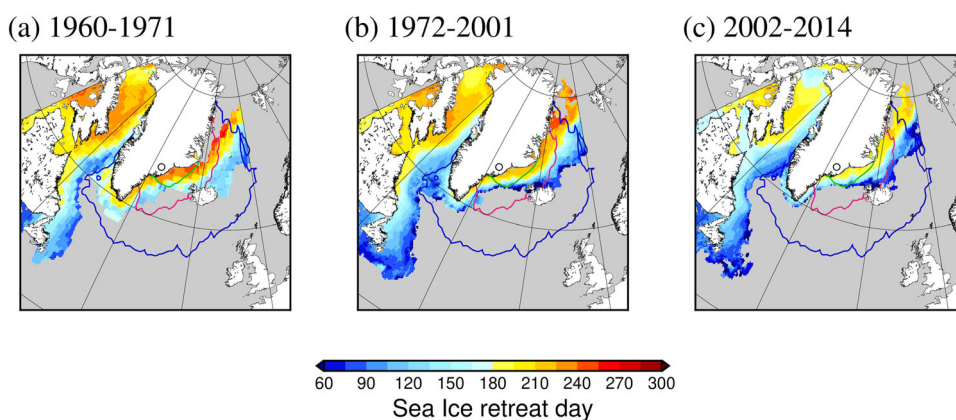 (a) 1960-1971
(b) 1972-2001
(c) 2002-2014
60 90 120 150 180 210 240 270 300
Sea Ice retreat day